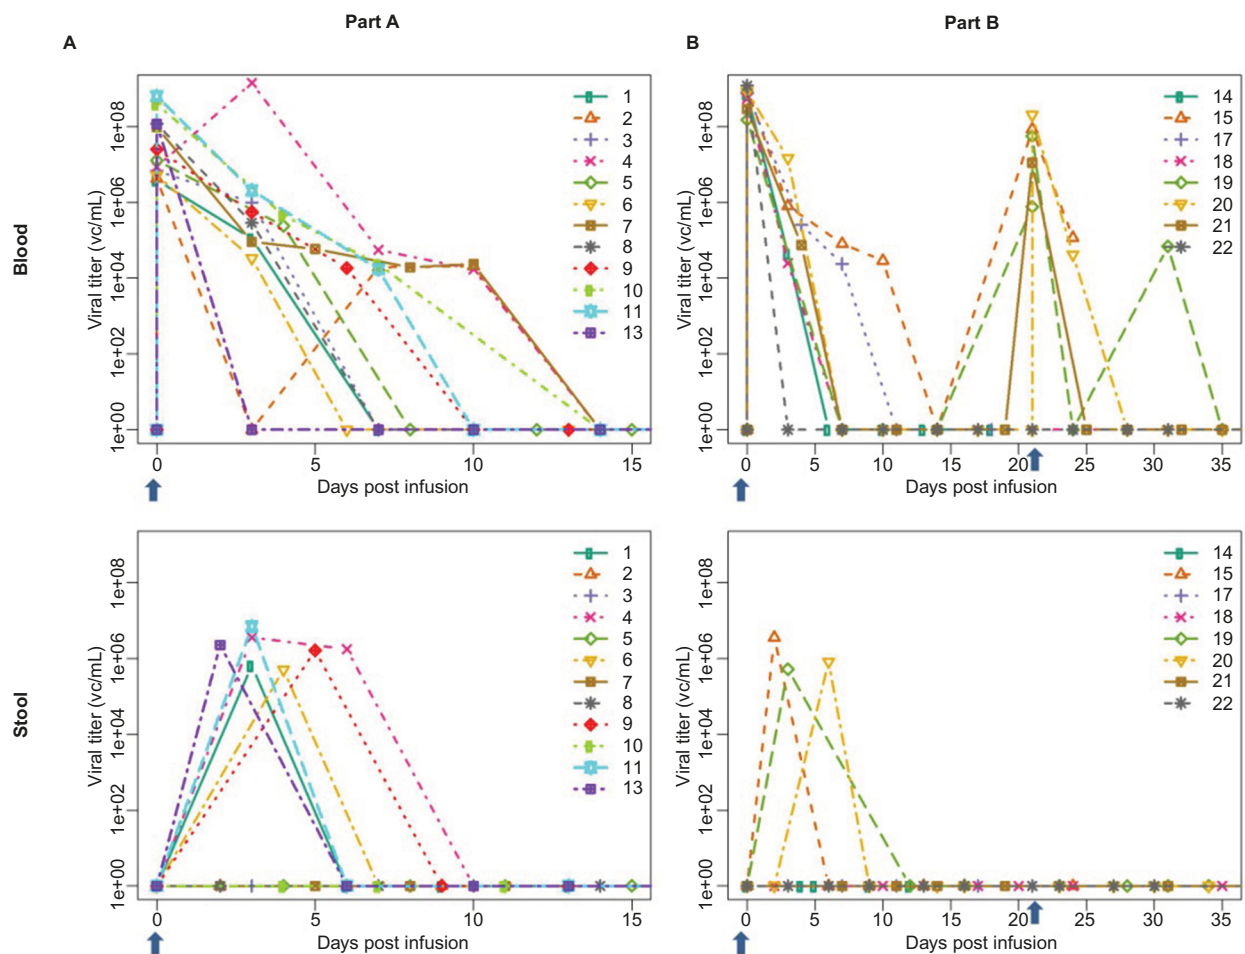 Part A
Part B
A
B
Blood
Viral titer (vc/mL)
1e+08
1e+06
1e+04
1e+02
1e+00
0
5
10
15
Days post infusion
1
2
3
4
5
6
7
8
9
10
11
13
Viral titer (vc/mL)
1e+08
1e+06
1e+04
1e+02
1e+00
0
5
10
15
20
25
30
35
Days post infusion
14
15
17
18
19
20
21
22
Stool
Viral titer (vc/mL)
1e+08
1e+06
1e+04
1e+02
1e+00
0
5
10
15
Days post infusion
1
2
3
4
5
6
7
8
9
10
11
13
Viral titer (vc/mL)
1e+08
1e+06
1e+04
1e+02
1e+00
0
5
10
15
20
25
30
35
Days post infusion
14
15
17
18
19
20
21
22